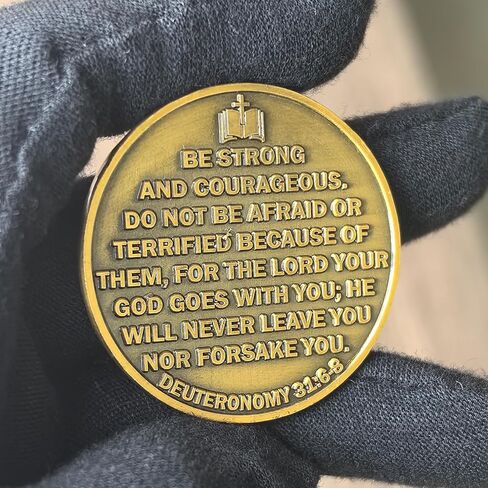 BE STRONG
AND COURAGEOUS.
DO NOT BE AFRAID OR
TERRIFIED BECAUSE OF
THEM, FOR THE LORD YOUR
GOD GOES WITH YOU; HE
WILL NEVER LEAVE YOU
NOR FORSAKE YOU.
DEUTERONOMY 31:6-8